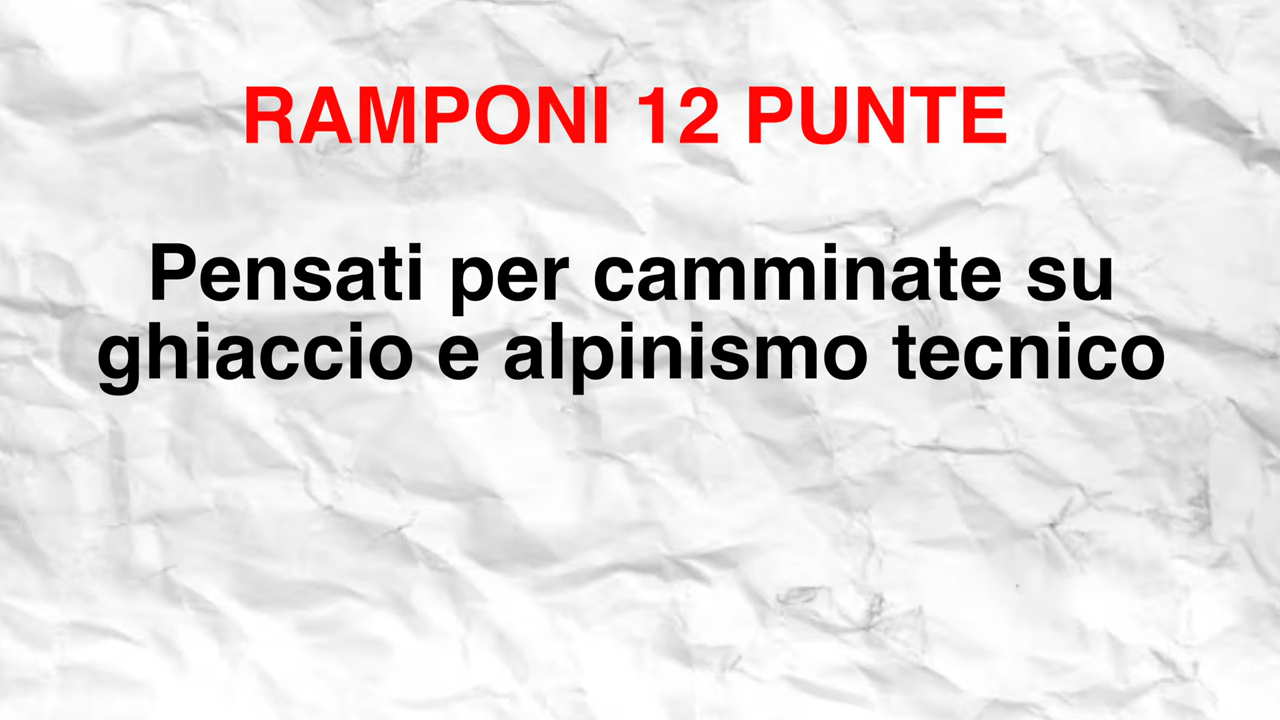 RAMPONI 12 PUNTE
Pensati per camminate su
ghiaccio e alpinismo tecnico